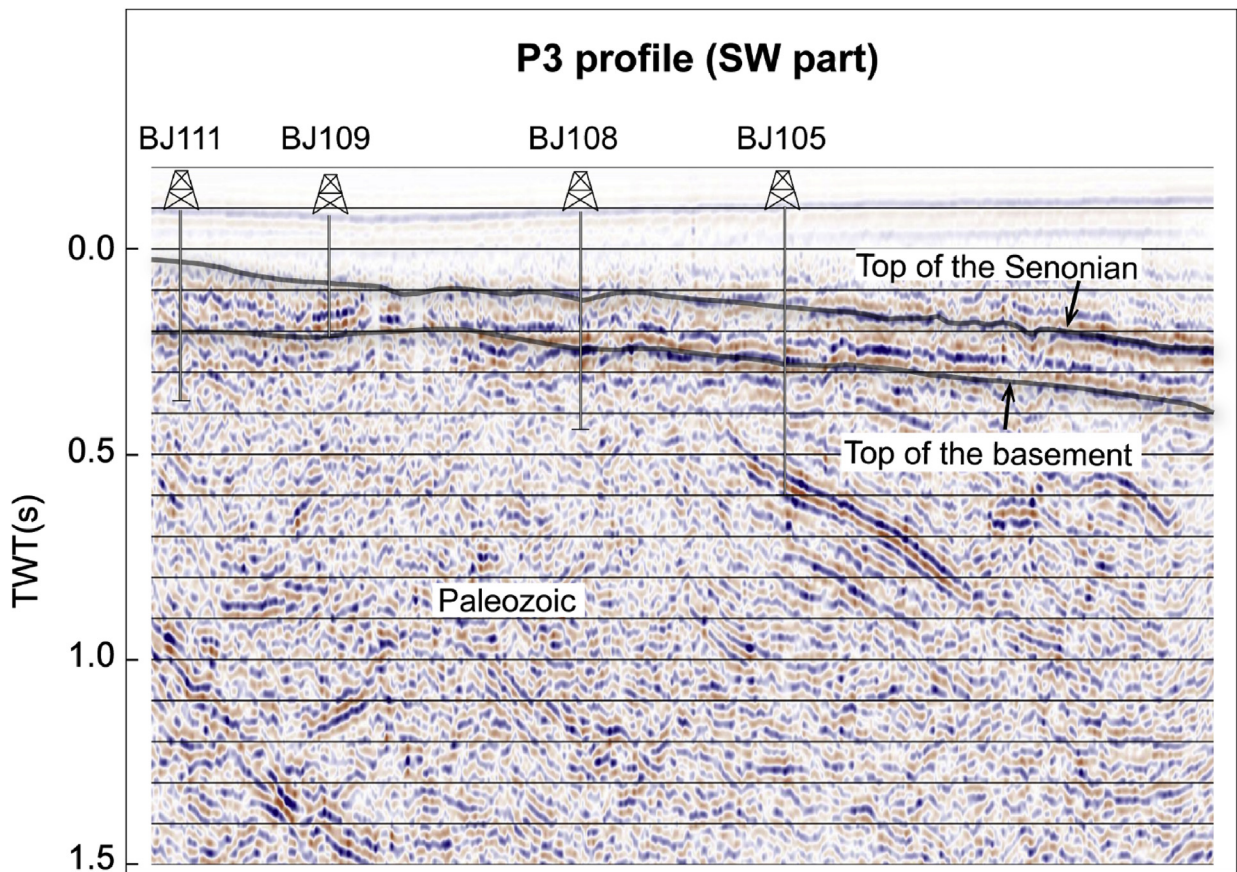 P3 profile (SW part)
BJ111 BJ109 BJ108 BJ105
0.0
Top of the Senonian
0.5
Top of the basement
TWT(s)
Paleozoic
1.0
1.5